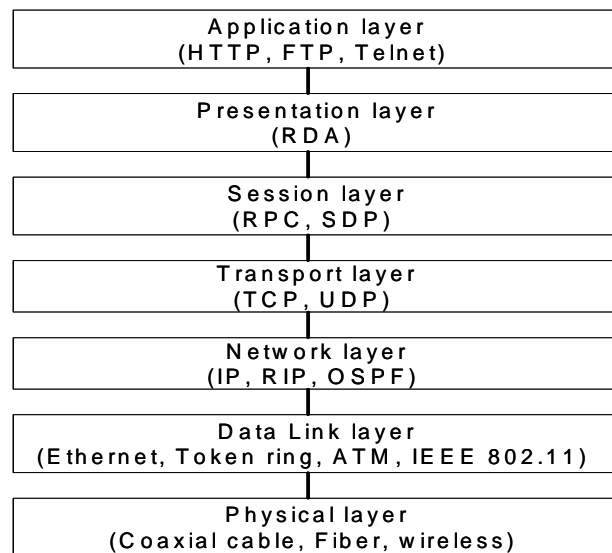 Application layer
(HTTP, FTP, Telnet)
Presentation layer
(RDA)
Session layer
(RPC, SDP)
Transport layer
(TCP, UDP)
Network layer
(IP, RIP, OSPF)
Data Link layer
(Ethernet, Token ring, ATM, IEEE 802.11)
Physical layer
(Coaxial cable, Fiber, wireless)